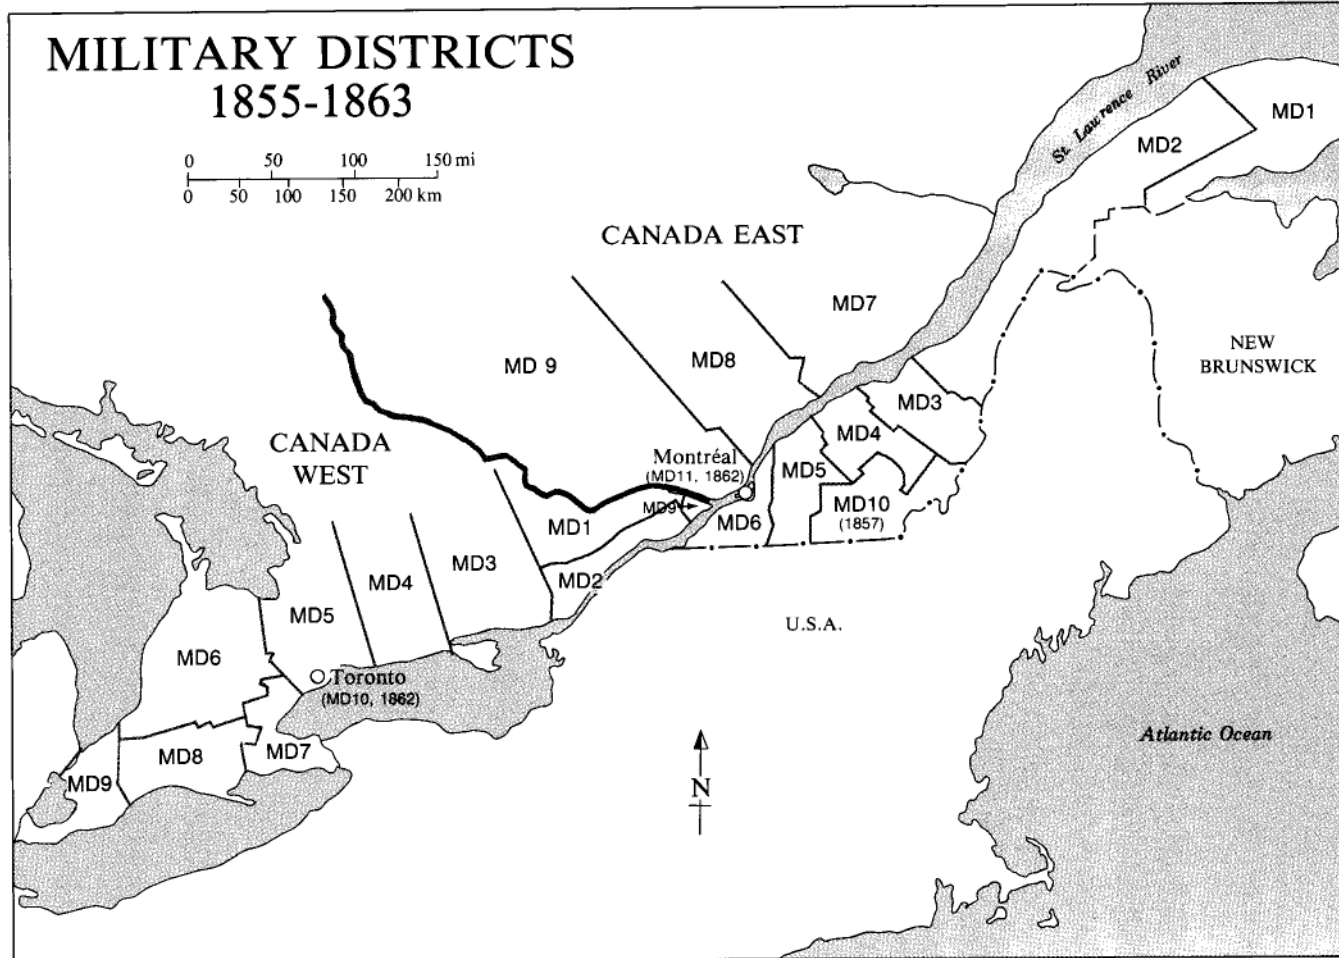 MILITARY DISTRICTS
1855-1863
0 50 100 150 mi
0 50 100 150 200 km
St. Lawrence River
MD1
MD2
CANADA EAST
MD7
MD 9
MD8
NEW
BRUNSWICK
MD3
CANADA
WEST
MD4
Montréal
(MD11, 1862)
MD5
MD9
MD10
(1857)
MD6
MD1
MD3
MD4
MD2
MD5
U.S.A.
MD6
Toronto
(MD10, 1862)
MD7
MD8
MD9
Atlantic Ocean
N